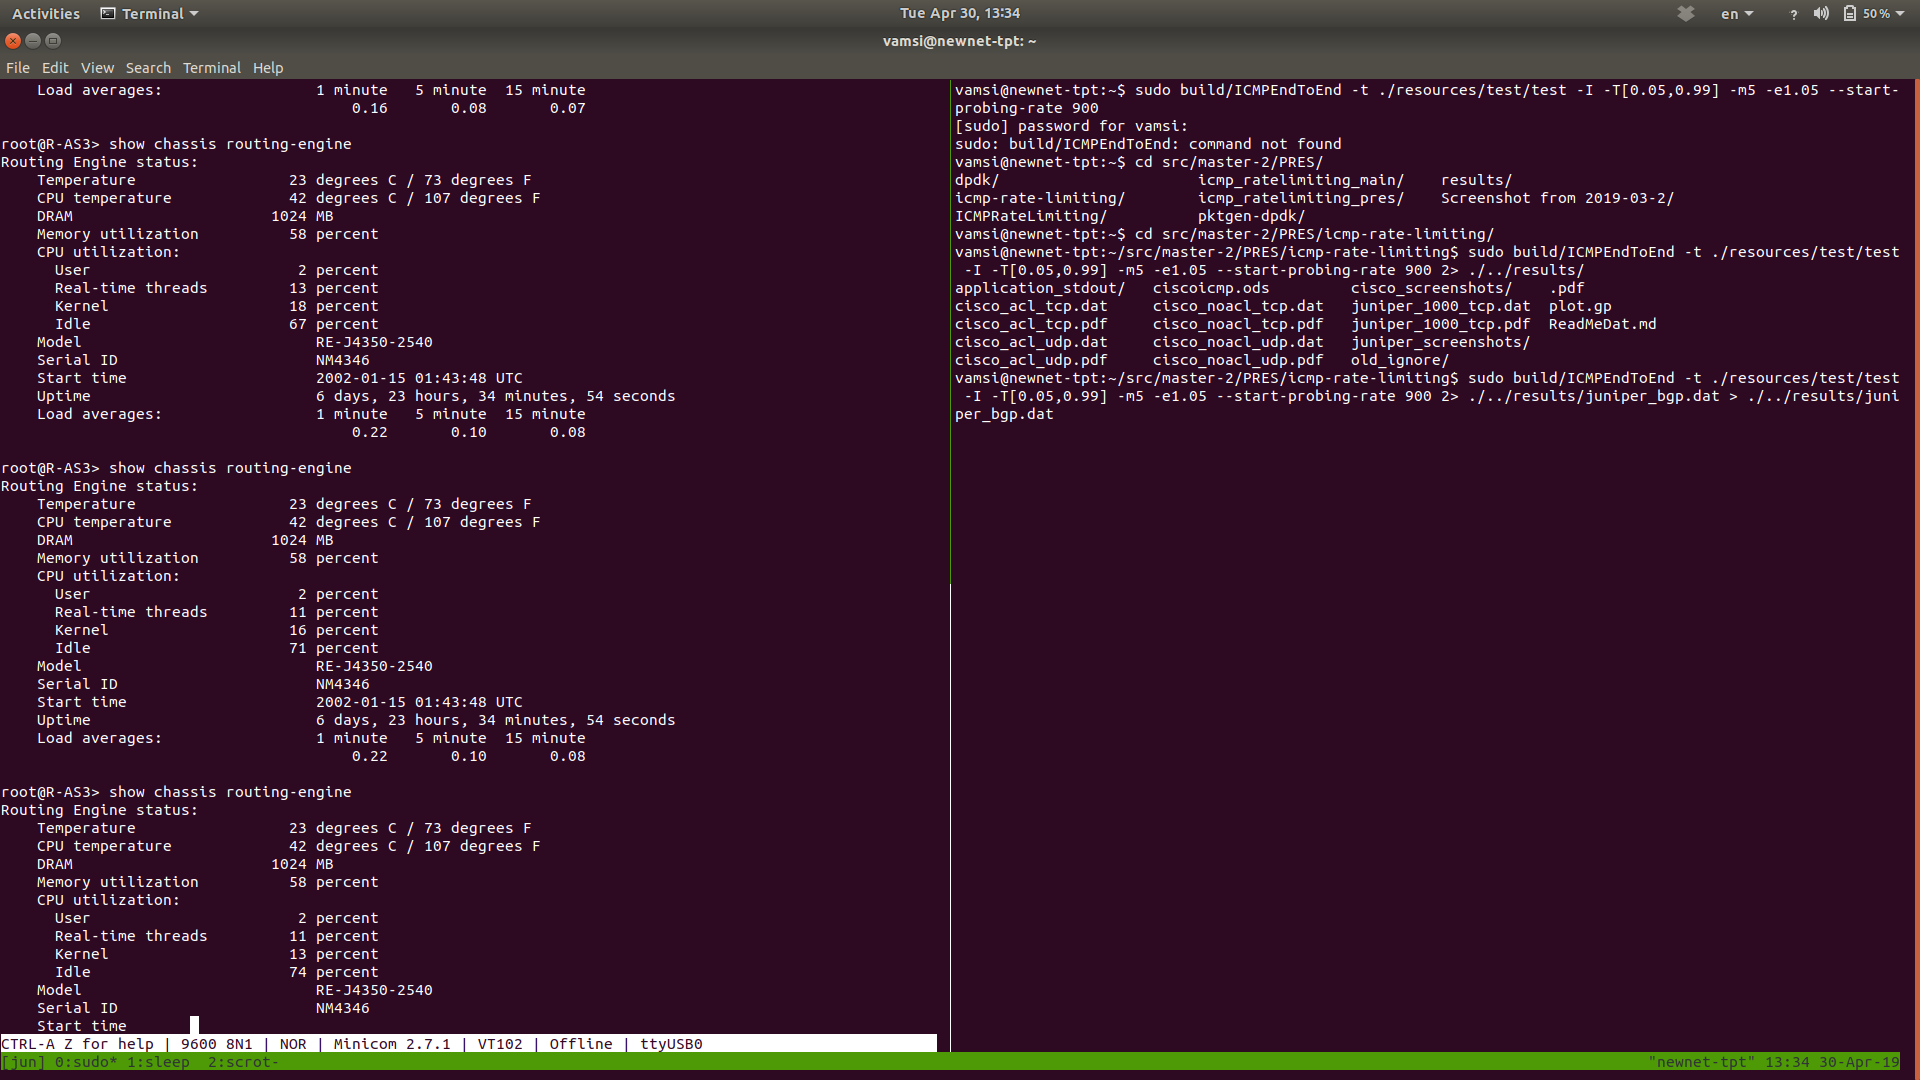 Activities Terminal Tue Apr 30, 13:34 en ? 50%
vamsi@newnet-tpt: ~
File Edit View Search Terminal Help
Load averages: 1 minute 5 minute 15 minute
0.16 0.08 0.07
root@R-AS3> show chassis routing-engine
Routing Engine status:
Temperature 23 degrees C / 73 degrees F
CPU temperature 42 degrees C / 107 degrees F
DRAM 1024 MB
Memory utilization 58 percent
CPU utilization:
User 2 percent
Real-time threads 13 percent
Kernel 18 percent
Idle 67 percent
Model RE-J4350-2540
Serial ID NM4346
Start time 2002-01-15 01:43:48 UTC
Uptime 6 days, 23 hours, 34 minutes, 54 seconds
Load averages: 1 minute 5 minute 15 minute
0.22 0.10 0.08
root@R-AS3> show chassis routing-engine
Routing Engine status:
Temperature 23 degrees C / 73 degrees F
CPU temperature 42 degrees C / 107 degrees F
DRAM 1024 MB
Memory utilization 58 percent
CPU utilization:
User 2 percent
Real-time threads 11 percent
Kernel 16 percent
Idle 71 percent
Model RE-J4350-2540
Serial ID NM4346
Start time 2002-01-15 01:43:48 UTC
Uptime 6 days, 23 hours, 34 minutes, 54 seconds
Load averages: 1 minute 5 minute 15 minute
0.22 0.10 0.08
root@R-AS3> show chassis routing-engine
Routing Engine status:
Temperature 23 degrees C / 73 degrees F
CPU temperature 42 degrees C / 107 degrees F
DRAM 1024 MB
Memory utilization 58 percent
CPU utilization:
User 2 percent
Real-time threads 11 percent
Kernel 13 percent
Idle 74 percent
Model RE-J4350-2540
Serial ID NM4346
Start time
CTRL-A Z for help | 9600 8N1 | NOR | Minicom 2.7.1 | VT102 | Offline | ttyUSB0
vamsi@newnet-tpt:~$ sudo build/ICMPEndToEnd -t ./resources/test/test -I -T[0.05,0.99] -m5 -e1.05 --start-
probing-rate 900
[sudo] password for vamsi:
sudo: build/ICMPEndToEnd: command not found
vamsi@newnet-tpt:~$ cd src/master-2/PRES/
dpdk/ icmp_ratelimiting_main/ results/
icmp-rate-limiting/ icmp_ratelimiting_pres/ Screenshot from 2019-03-2/
ICMPRateLimiting/ pktgen-dpdk/
vamsi@newnet-tpt:~$ cd src/master-2/PRES/icmp-rate-limiting/
vamsi@newnet-tpt:~/src/master-2/PRES/icmp-rate-limiting$ sudo build/ICMPEndToEnd -t ./resources/test/test
-I -T[0.05,0.99] -m5 -e1.05 --start-probing-rate 900 2> ./../results/
application_stdout/ ciscoicmp.ods cisco_screenshots/ .pdf
cisco_acl_tcp.dat cisco_noacl_tcp.dat juniper_1000_tcp.dat plot.gp
cisco_acl_tcp.pdf cisco_noacl_tcp.pdf juniper_1000_tcp.pdf ReadMeDat.md
cisco_acl_udp.dat cisco_noacl_udp.dat juniper_screenshots/
cisco_acl_udp.pdf cisco_noacl_udp.pdf old_ignore/
vamsi@newnet-tpt:~/src/master-2/PRES/icmp-rate-limiting$ sudo build/ICMPEndToEnd -t ./resources/test/test
-I -T[0.05,0.99] -m5 -e1.05 --start-probing-rate 900 2> ./../results/juniper_bgp.dat > ./../results/juni
per_bgp.dat
[jun] 0:sudo* 1:sleep 2:scrot- "newnet-tpt" 13:34 30-Apr-19